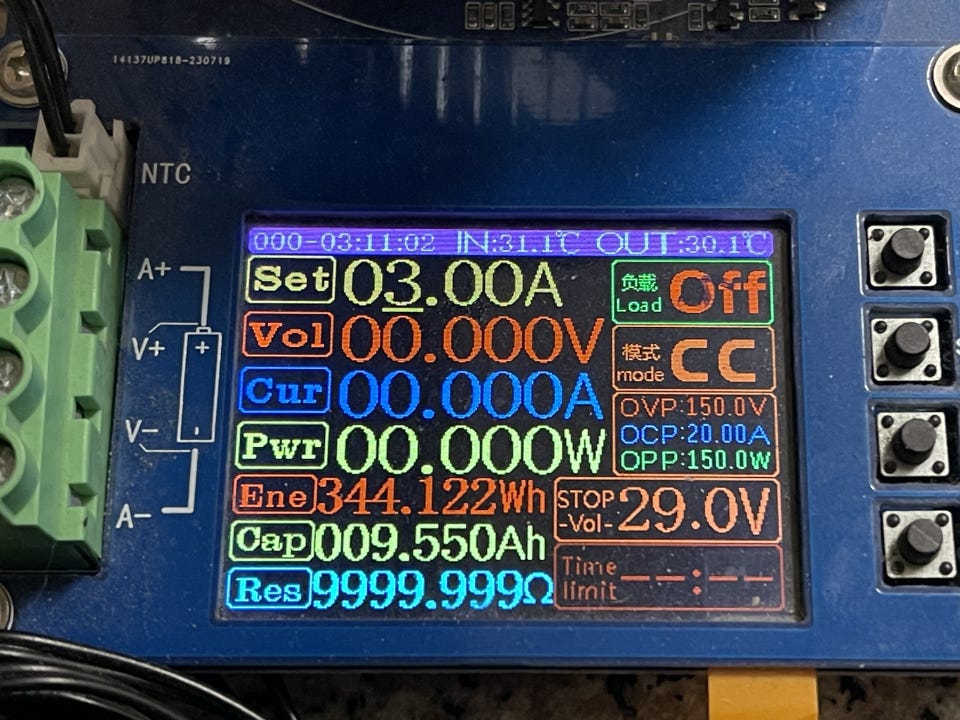 14137UP818-230719
NTC
A+
V+
+
V-
-
A-
000-03:11:02 IN:31.1℃ OUT:30.1℃
Set 03.00A
负载 Load Off
Vol 00.000V
模式 mode CC
Cur 00.000A
OVP:150.0V
OCP:20.00A
OPP:150.0W
Pwr 00.000W
Ene 344.122Wh
STOP -Vol- 29.0V
Cap 009.550Ah
Time limit --:--
Res 9999.999Ω